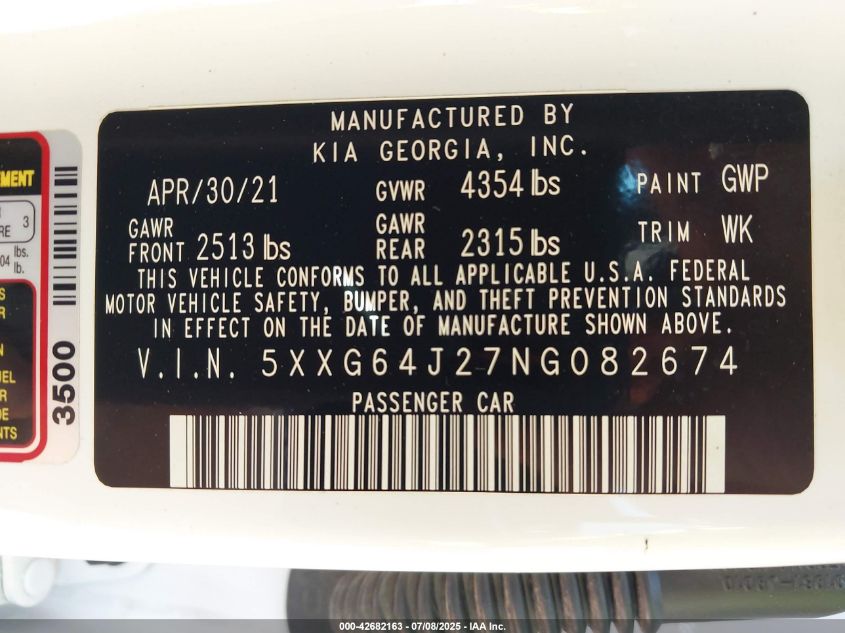 MANUFACTURED BY
KIA GEORGIA, INC.
APR/30/21 GVWR 4354 lbs PAINT GWP
GAWR FRONT 2513 lbs GAWR REAR 2315 lbs TRIM WK
THIS VEHICLE CONFORMS TO ALL APPLICABLE U.S.A. FEDERAL
MOTOR VEHICLE SAFETY, BUMPER, AND THEFT PREVENTION STANDARDS
IN EFFECT ON THE DATE OF MANUFACTURE SHOWN ABOVE.
V.I.N. 5XXG64J27NG082674
PASSENGER CAR
3500
3
lbs.
lb.
000-42682163 - 07/08/2025 - IAA Inc.